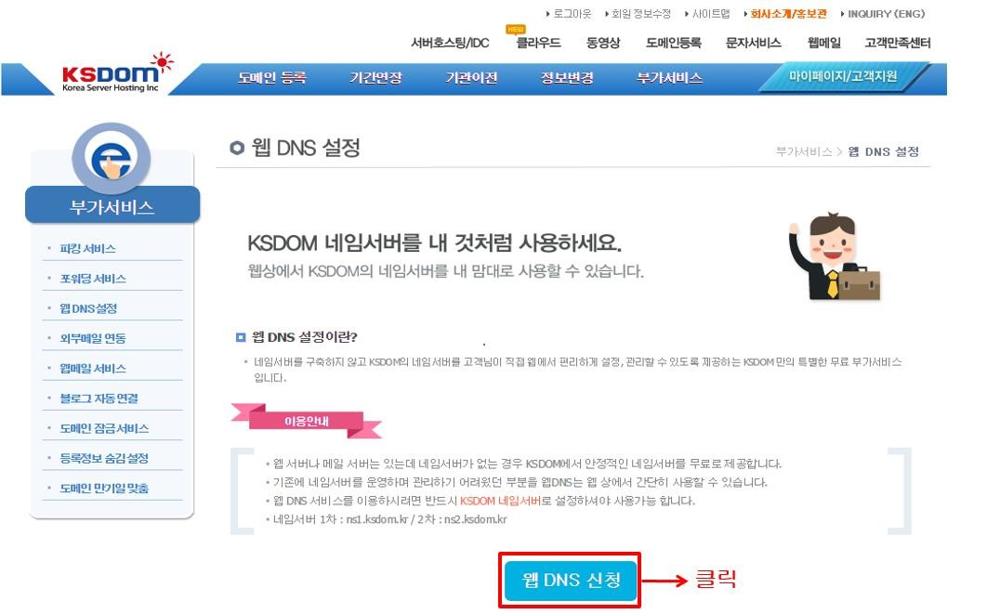 로그아웃 회원 정보수정 사이트맵 회사소개/홍보관 INQUIRY (ENG)
NEW
서버호스팅/IDC 클라우드 동영상 도메인등록 문자서비스 웹메일 고객만족센터
KSDOM
Korea Server Hosting Inc
도메인 등록 기간연장 기관이전 정보변경 부가서비스 마이페이지/고객지원
웹 DNS 설정
부가서비스 > 웹 DNS 설정
부가서비스
파킹 서비스
포워딩 서비스
웹 DNS 설정
외부메일 연동
웹메일 서비스
블로그 자동 연결
도메인 잠금 서비스
등록정보 숨김 설정
도메인 만기일 맞춤
KSDOM 네임서버를 내 것처럼 사용하세요.
웹상에서 KSDOM의 네임서버를 내 맘대로 사용할 수 있습니다.
웹 DNS 설정이란?
네임서버를 구축하지 않고 KSDOM의 네임서버를 고객님이 직접 웹에서 편리하게 설정, 관리할 수 있도록 제공하는 KSDOM 만의 특별한 무료 부가서비스
입니다.
이용안내
웹 서버나 메일 서버는 있는데 네임서버가 없는 경우 KSDOM에서 안정적인 네임서버를 무료로 제공합니다.
기존에 네임서버를 운영하며 관리하기 어려웠던 부분을 웹DNS는 웹 상에서 간단히 사용할 수 있습니다.
웹 DNS 서비스를 이용하시려면 반드시 KSDOM 네임서버로 설정하셔야 사용가능 합니다.
네임서버 1차 : ns1.ksdom.kr / 2차 : ns2.ksdom.kr
웹 DNS 신청 클릭